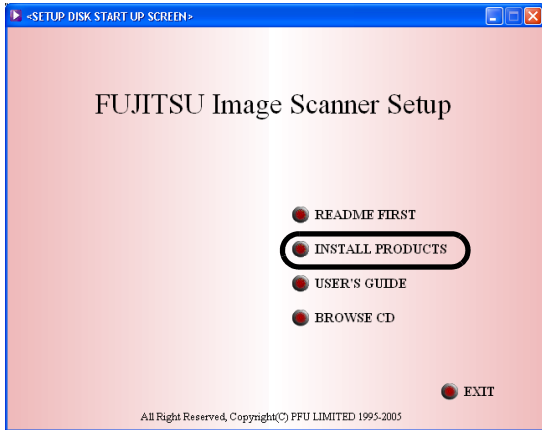 <SETUP DISK START UP SCREEN>
FUJITSU Image Scanner Setup
README FIRST
INSTALL PRODUCTS
USER'S GUIDE
BROWSE CD
EXIT
All Right Reserved, Copyright(C) PFU LIMITED 1995-2005